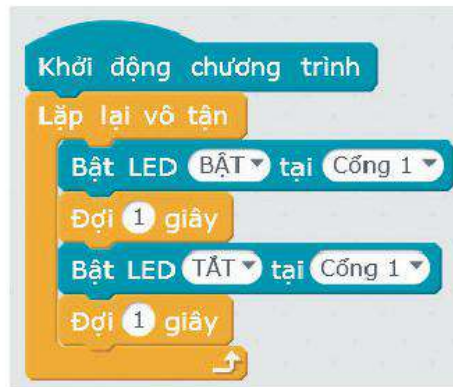 Khởi động chương trình
Lặp lại vô tận
Bật LED BẬT tại Cổng 1
Đợi 1 giây
Bật LED TẮT tại Cổng 1
Đợi 1 giây